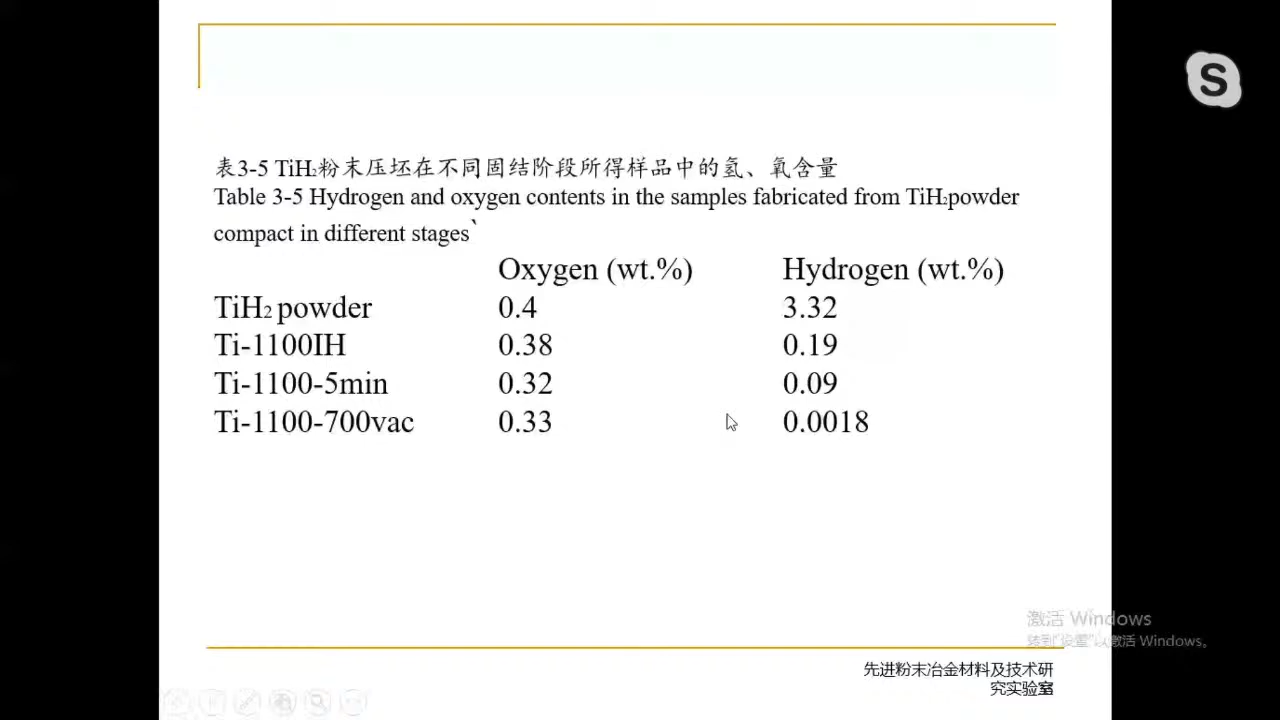 表3-5 TiH₂粉末压坯在不同固结阶段所得样品中的氢、氧含量
Table 3-5 Hydrogen and oxygen contents in the samples fabricated from TiH₂powder
compact in different stages`
Oxygen (wt.%) Hydrogen (wt.%)
TiH₂ powder 0.4 3.32
Ti-1100IH 0.38 0.19
Ti-1100-5min 0.32 0.09
Ti-1100-700vac 0.33 0.0018
激活 Windows
转到"设置"以激活 Windows。
先进粉末冶金材料及技术研
究实验室
S